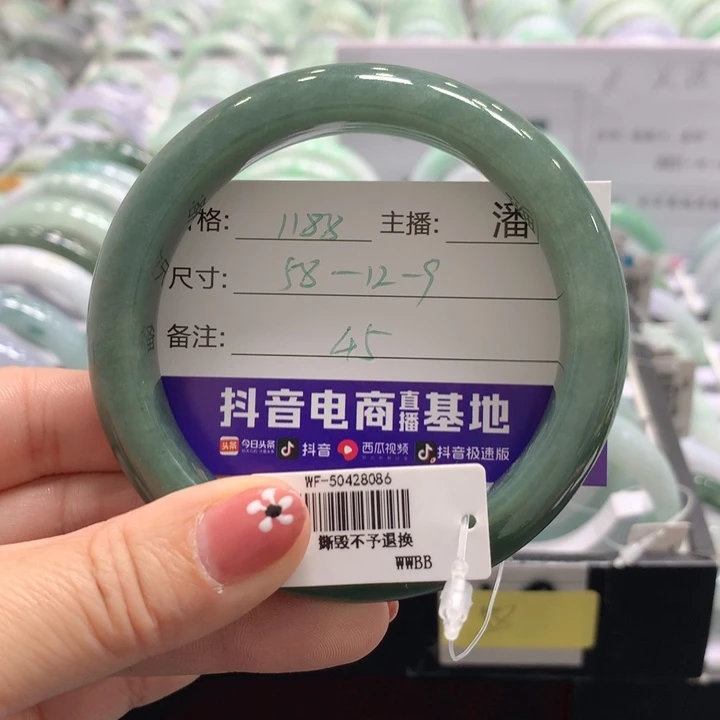 格: 1188 主播: 潘
尺寸: 58-12-9
备注: 45
抖音电商直播基地
头条 今日头条 抖音 西瓜视频 抖音极速版
WF-50428086
撕毁不予退换
WWBB